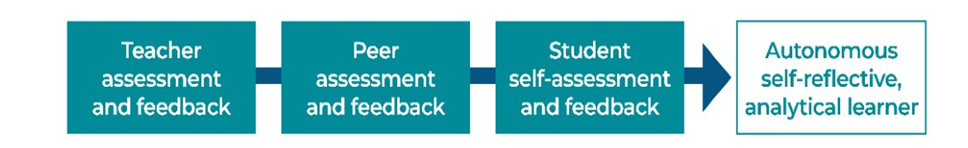 Teacher
assessment
and feedback
Peer
assessment
and feedback
Student
self-assessment
and feedback
Autonomous
self-reflective,
analytical learner